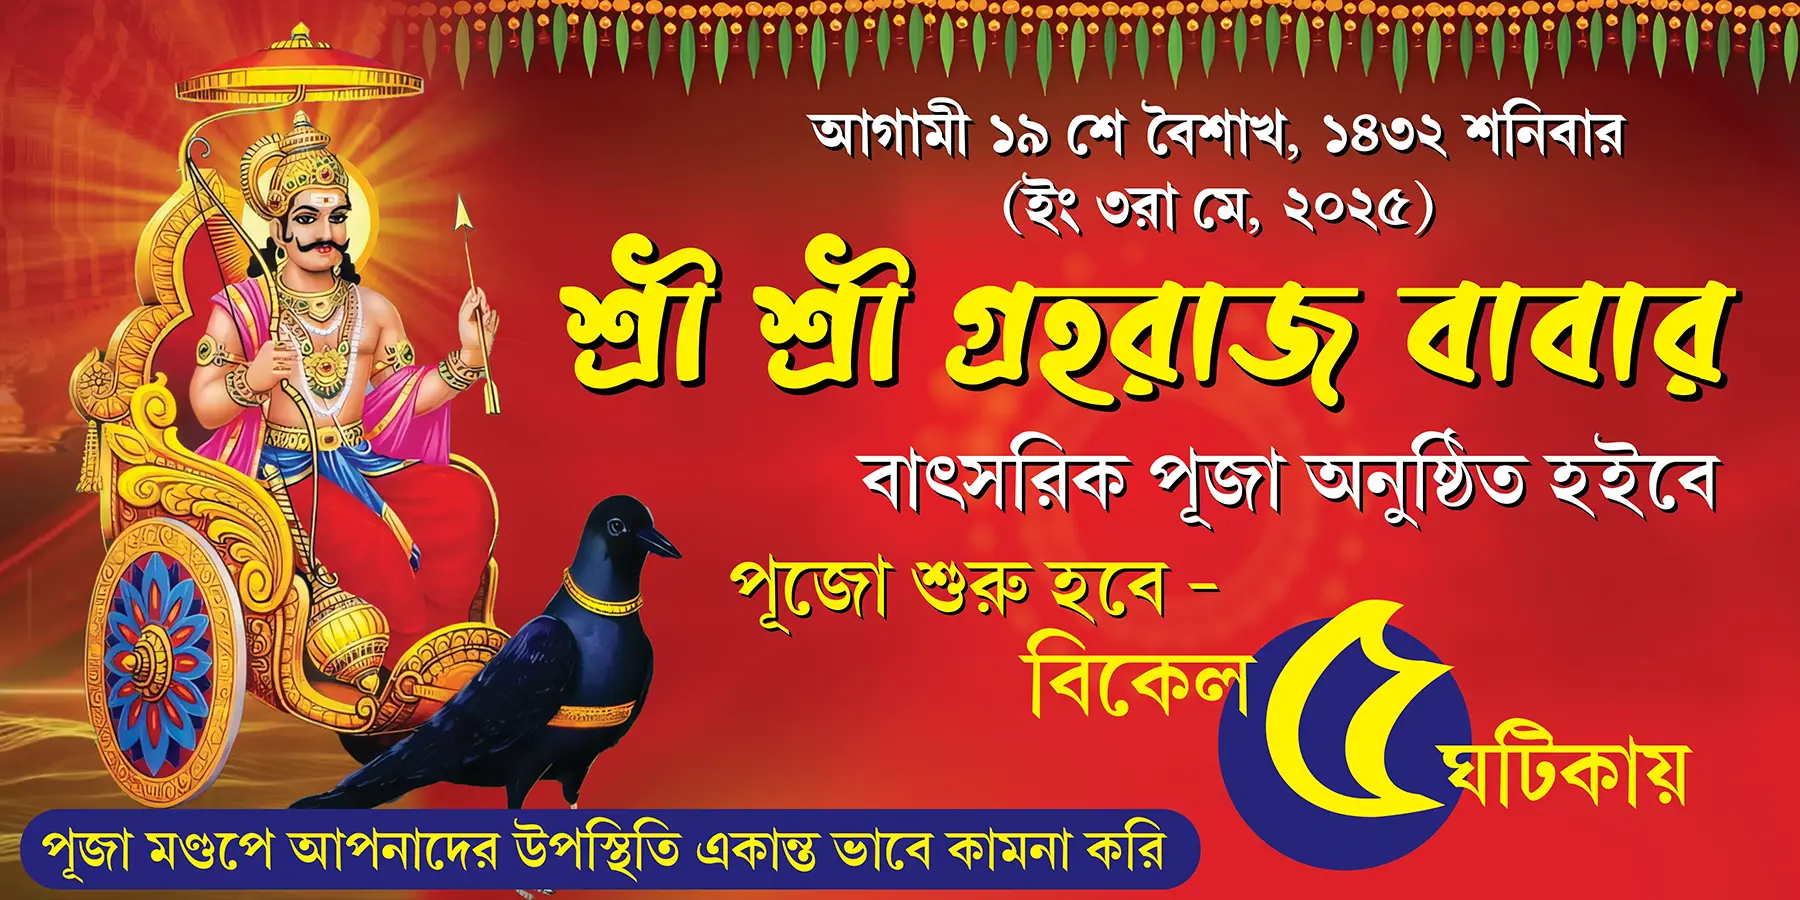 আগামী ১৯ শে বৈশাখ, ১৪৩২ শনিবার
(ইং ৩রা মে, ২০২৫)
শ্রী শ্রী গ্রহরাজ বাবার
বাৎসরিক পূজা অনুষ্ঠিত হইবে
পূজো শুরু হবে -
বিকেল ৫ ঘটিকায়
পূজা মণ্ডপে আপনাদের উপস্থিতি একান্ত ভাবে কামনা করি